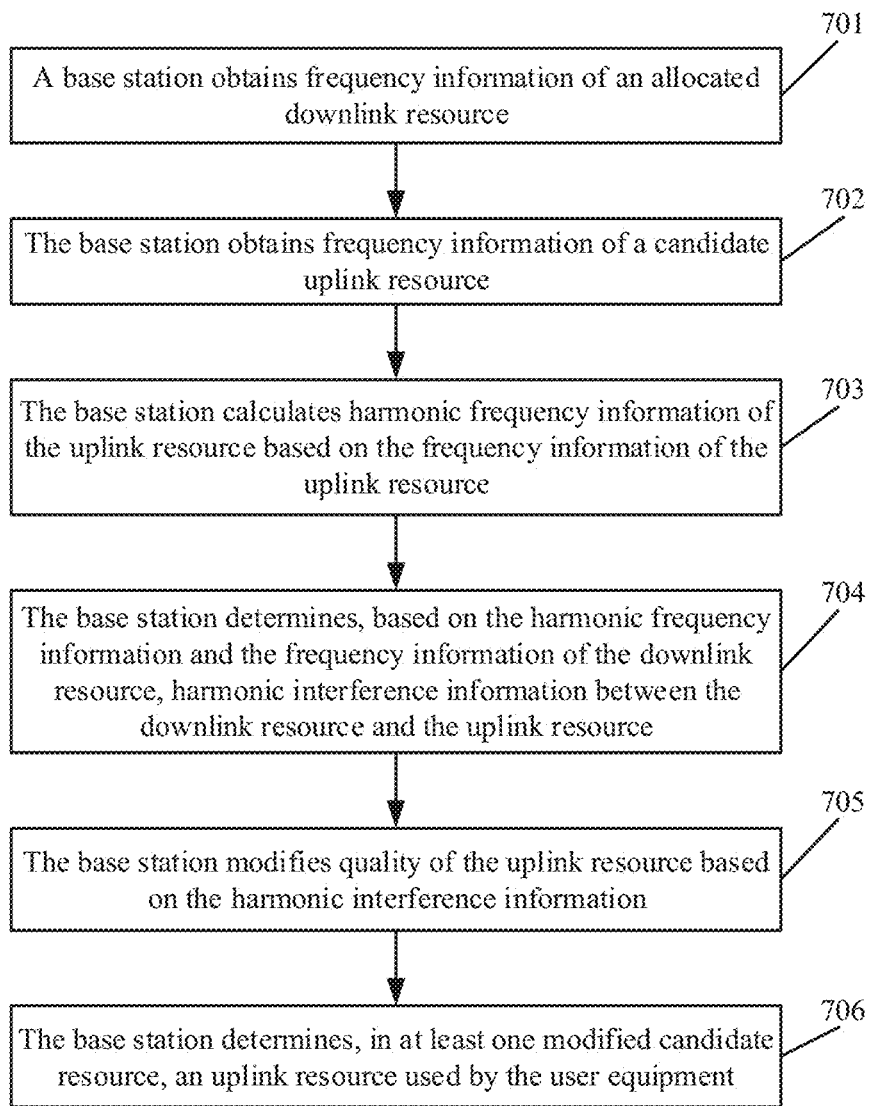 701
A base station obtains frequency information of an allocated
downlink resource
702
The base station obtains frequency information of a candidate
uplink resource
703
The base station calculates harmonic frequency information of
the uplink resource based on the frequency information of the
uplink resource
704
The base station determines, based on the harmonic frequency
information and the frequency information of the downlink
resource, harmonic interference information between the
downlink resource and the uplink resource
705
The base station modifies quality of the uplink resource based
on the harmonic interference information
706
The base station determines, in at least one modified candidate
resource, an uplink resource used by the user equipment